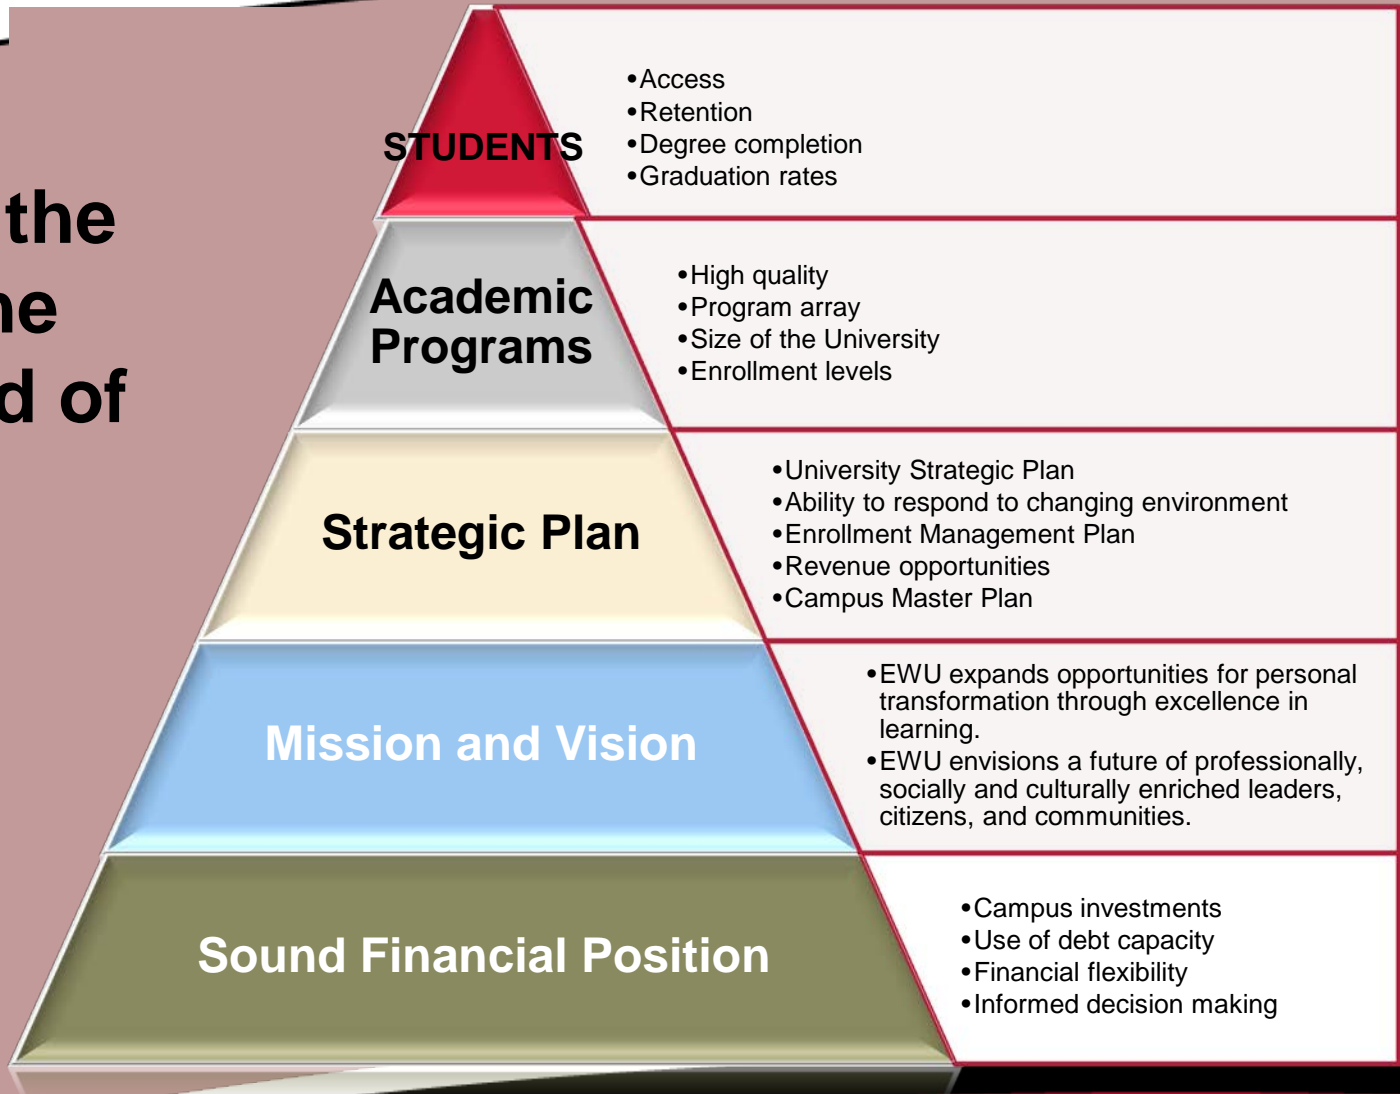 the
ne
d of
STUDENTS
•Access
•Retention
•Degree completion
•Graduation rates
Academic
Programs
•High quality
•Program array
•Size of the University
•Enrollment levels
Strategic Plan
•University Strategic Plan
•Ability to respond to changing environment
•Enrollment Management Plan
•Revenue opportunities
•Campus Master Plan
Mission and Vision
•EWU expands opportunities for personal
transformation through excellence in
learning.
•EWU envisions a future of professionally,
socially and culturally enriched leaders,
citizens, and communities.
Sound Financial Position
•Campus investments
•Use of debt capacity
•Financial flexibility
•Informed decision making